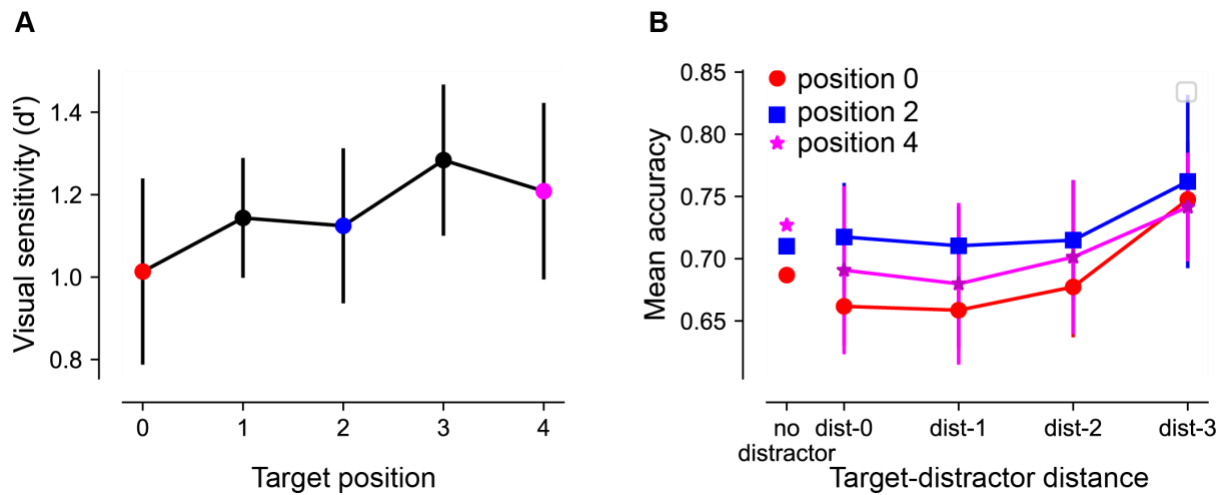 A
Visual sensitivity (d')
1.4
1.2
1.0
0.8
0
1
2
3
4
Target position
B
Mean accuracy
0.85
0.80
0.75
0.70
0.65
position 0
position 2
position 4
no
distractor
dist-0
dist-1
dist-2
dist-3
Target-distractor distance